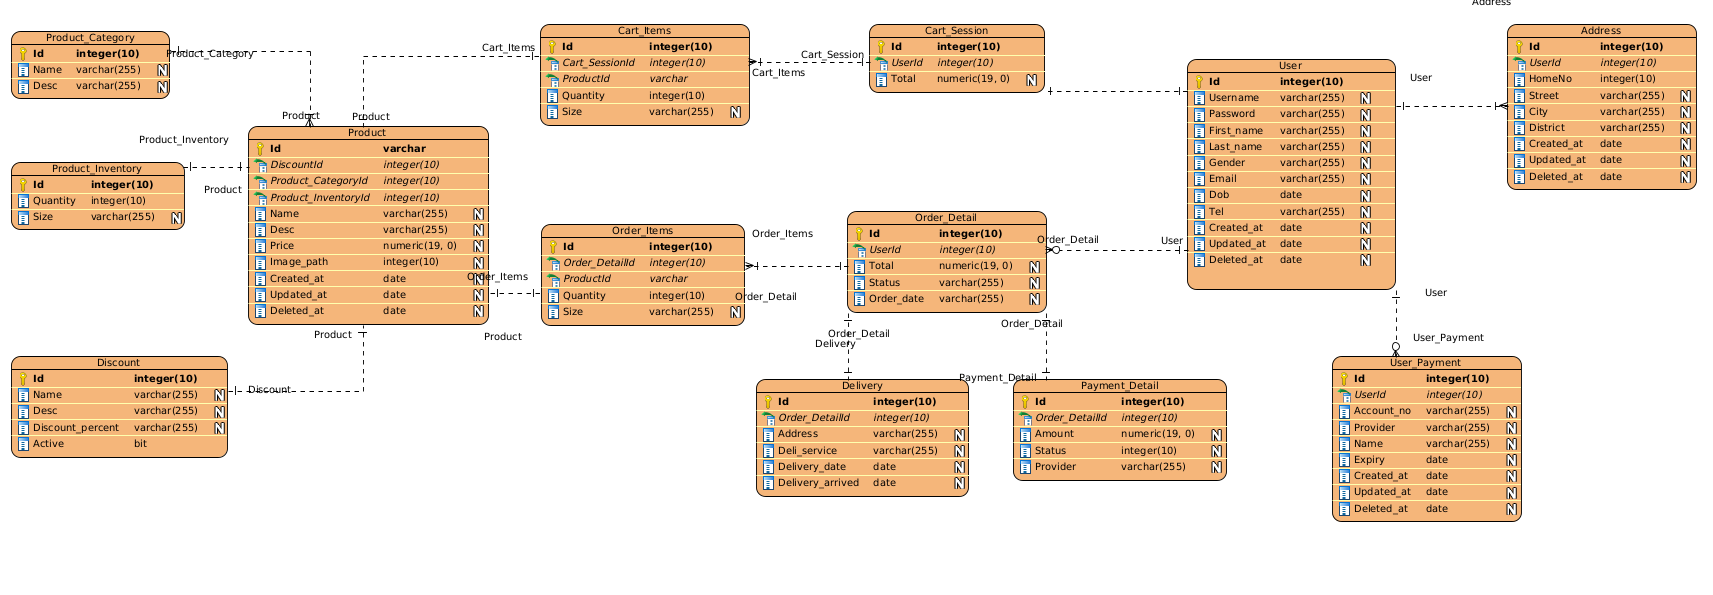 Address
Product_Category
Id integer(10)
Name varchar(255) N
Desc varchar(255) N
Product_Category
Product
Product
Cart_Items
Cart_Items
Id integer(10)
Cart_SessionId integer(10)
ProductId varchar
Quantity integer(10)
Size varchar(255) N
Cart_Session
Cart_Items
Cart_Session
Id integer(10)
UserId integer(10)
Total numeric(19, 0) N
User
Id integer(10)
Username varchar(255) N
Password varchar(255) N
First_name varchar(255) N
Last_name varchar(255) N
Gender varchar(255) N
Email varchar(255) N
Dob date N
Tel varchar(255) N
Created_at date N
Updated_at date N
Deleted_at date N
User
Address
Id integer(10)
UserId integer(10)
HomeNo integer(10)
Street varchar(255) N
City varchar(255) N
District varchar(255) N
Created_at date N
Updated_at date N
Deleted_at date N
Product_Inventory
Product
Product_Inventory
Id integer(10)
Quantity integer(10)
Size varchar(255) N
Product
Id varchar
DiscountId integer(10)
Product_CategoryId integer(10)
Product_InventoryId integer(10)
Name varchar(255) N
Desc varchar(255) N
Price numeric(19, 0) N
Image_path integer(10) N
Created_at date N
Updated_at date N
Deleted_at date N
Order_Items
Product
Product
Order_Items
Id integer(10)
Order_DetailId integer(10)
ProductId varchar
Quantity integer(10)
Size varchar(255) N
Order_Items
Order_Detail
Order_Detail
Id integer(10)
UserId integer(10)
Total numeric(19, 0) N
Status varchar(255) N
Order_date varchar(255) N
Order_Detail
User
Order_Detail
Delivery
Order_Detail
Payment_Detail
User
User_Payment
Discount
Id integer(10)
Name varchar(255) N
Desc varchar(255) N
Discount_percent varchar(255) N
Active bit
Discount
Delivery
Id integer(10)
Order_DetailId integer(10)
Address varchar(255) N
Deli_service varchar(255) N
Delivery_date date N
Delivery_arrived date N
Payment_Detail
Id integer(10)
Order_DetailId integer(10)
Amount numeric(19, 0) N
Status integer(10) N
Provider varchar(255) N
User_Payment
Id integer(10)
UserId integer(10)
Account_no varchar(255) N
Provider varchar(255) N
Name varchar(255) N
Expiry date N
Created_at date N
Updated_at date N
Deleted_at date N